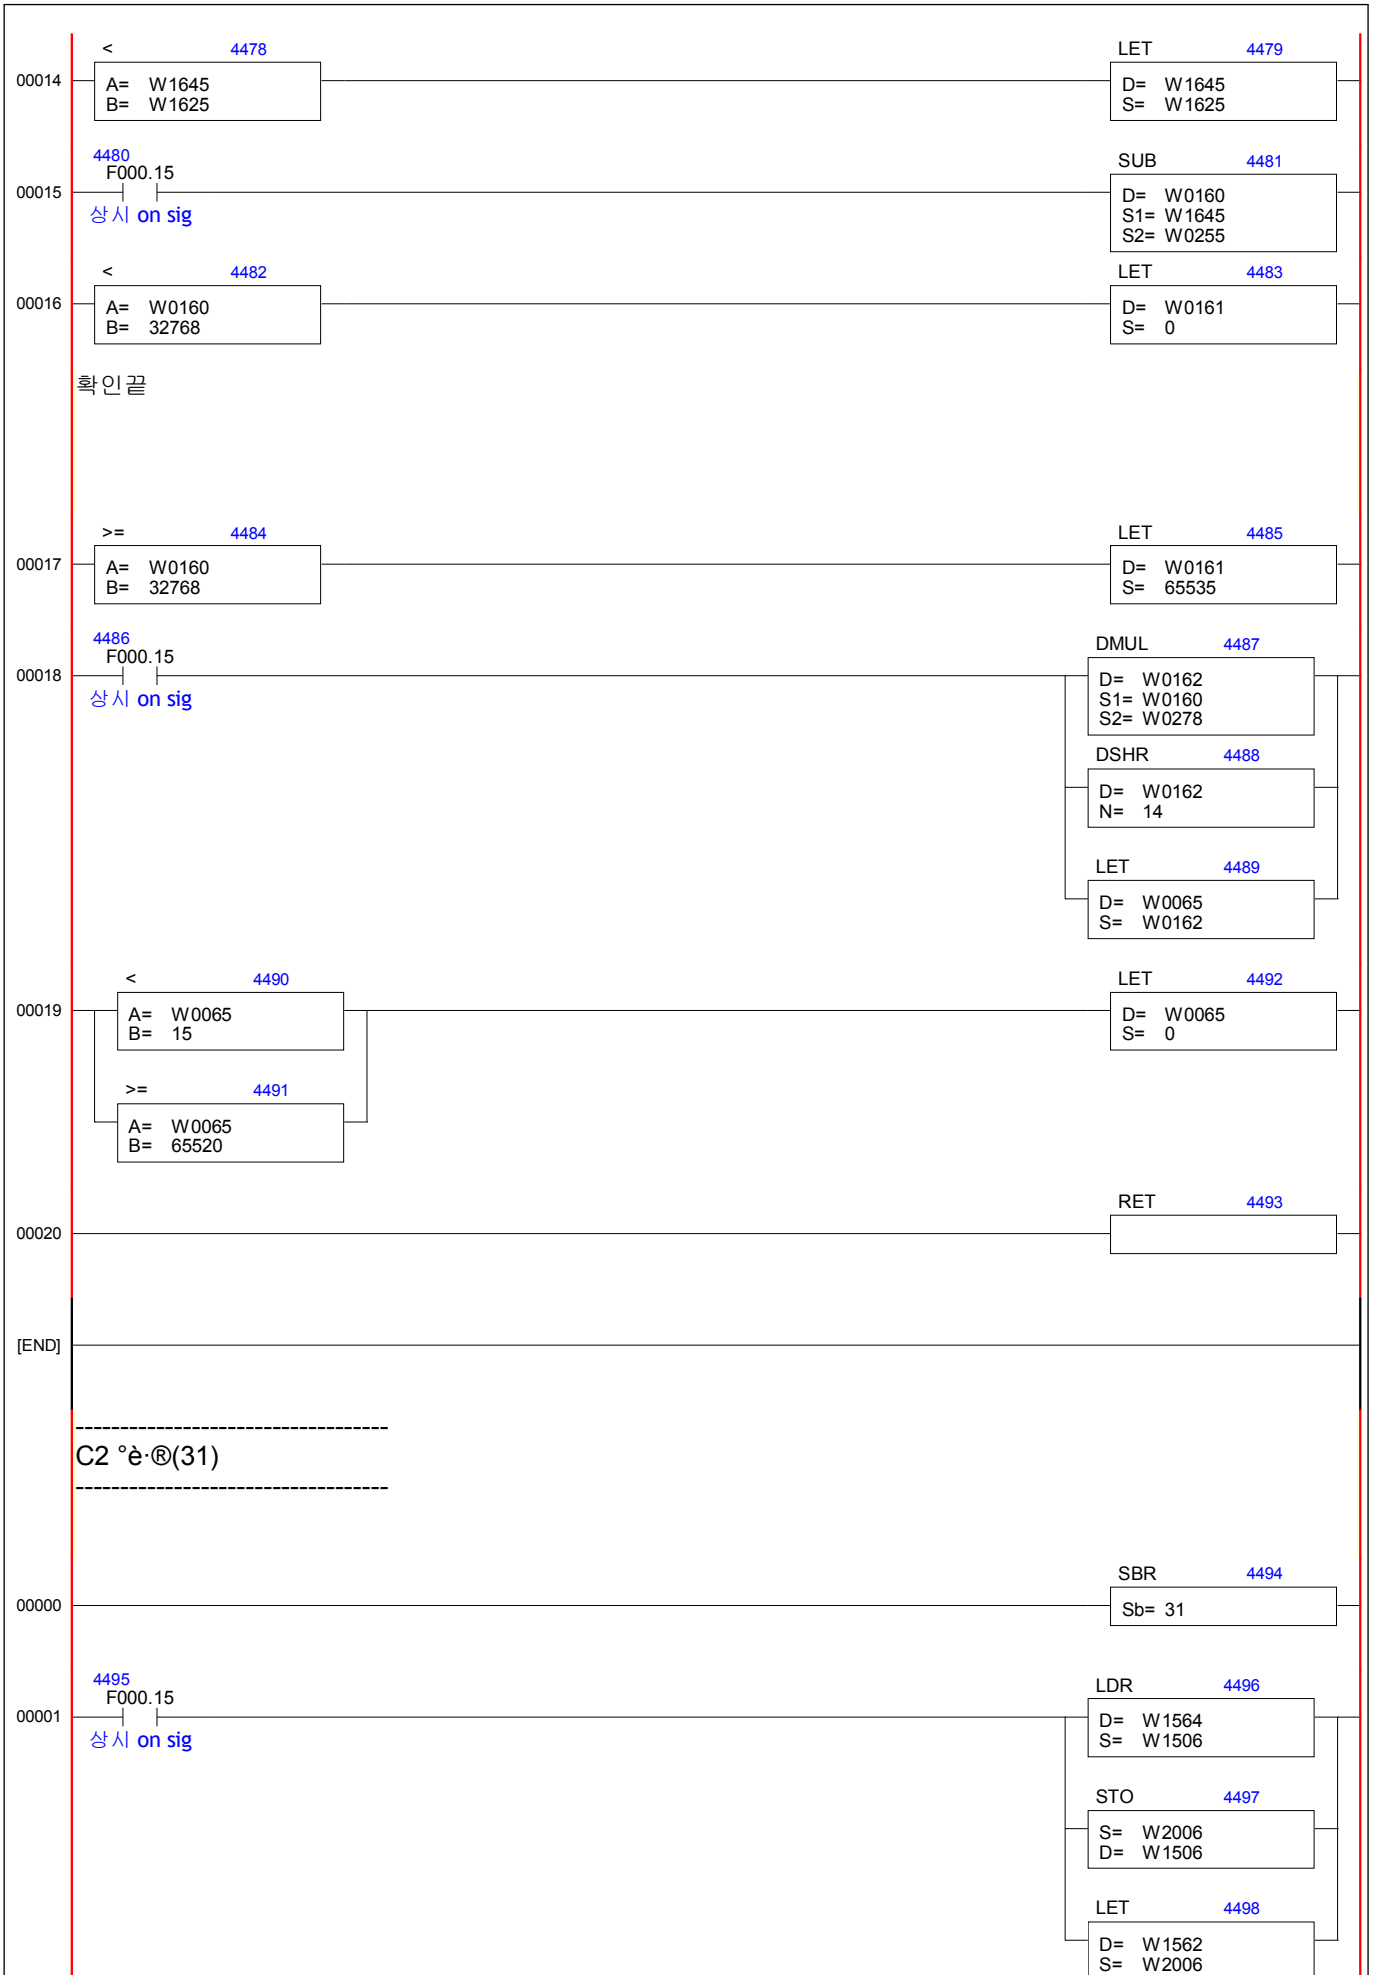 < 4478
LET 4479
00014
A= W1645
B= W1625
D= W1645
S= W1625
4480
F000.15
SUB 4481
00015
상시 on sig
D= W0160
S1= W1645
S2= W0255
< 4482
LET 4483
00016
A= W0160
B= 32768
D= W0161
S= 0
확인끝
>= 4484
LET 4485
00017
A= W0160
B= 32768
D= W0161
S= 65535
4486
F000.15
DMUL 4487
00018
상시 on sig
D= W0162
S1= W0160
S2= W0278
DSHR 4488
D= W0162
N= 14
LET 4489
D= W0065
S= W0162
< 4490
LET 4492
00019
A= W0065
B= 15
D= W0065
S= 0
>= 4491
A= W0065
B= 65520
RET 4493
00020
[END]
-----------------------------------
C2 °è·®(31)
-----------------------------------
SBR 4494
00000
Sb= 31
4495
F000.15
LDR 4496
00001
상시 on sig
D= W1564
S= W1506
STO 4497
S= W2006
D= W1506
LET 4498
D= W1562
S= W2006